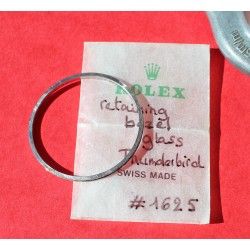 ROLEX
retaining
bezel
glass
Thunderbird
SWISS MADE
#1625